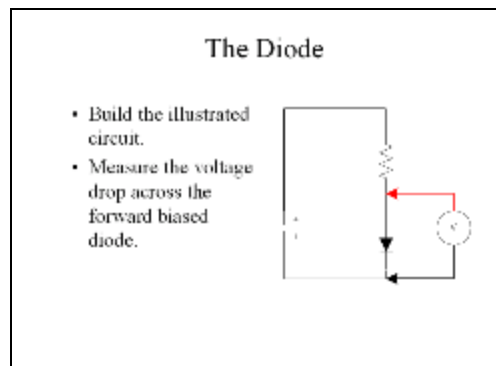 The Diode
• Build the illustrated
circuit.
• Measure the voltage
drop across the
forward biased
diode.